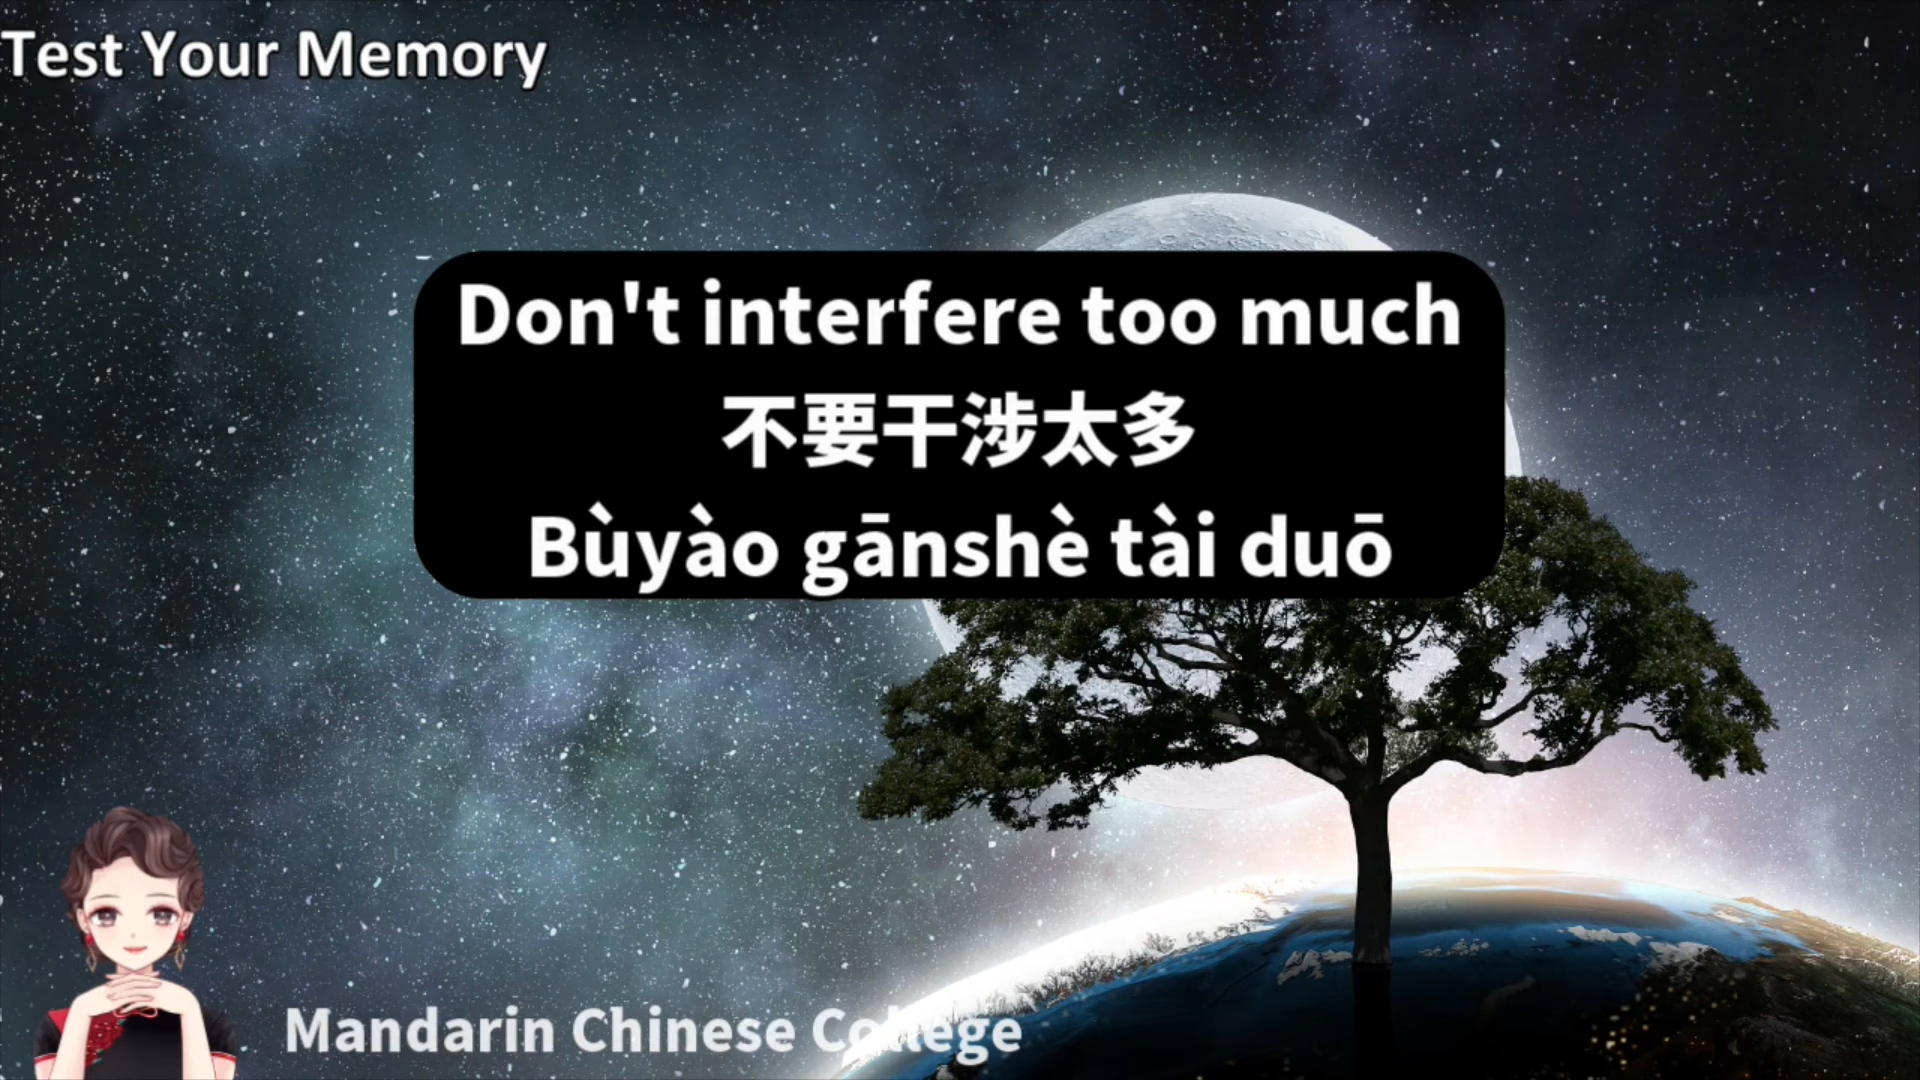 Test Your Memory
Don't interfere too much
不要干涉太多
Bùyào gānshè tài duō
Mandarin Chinese College